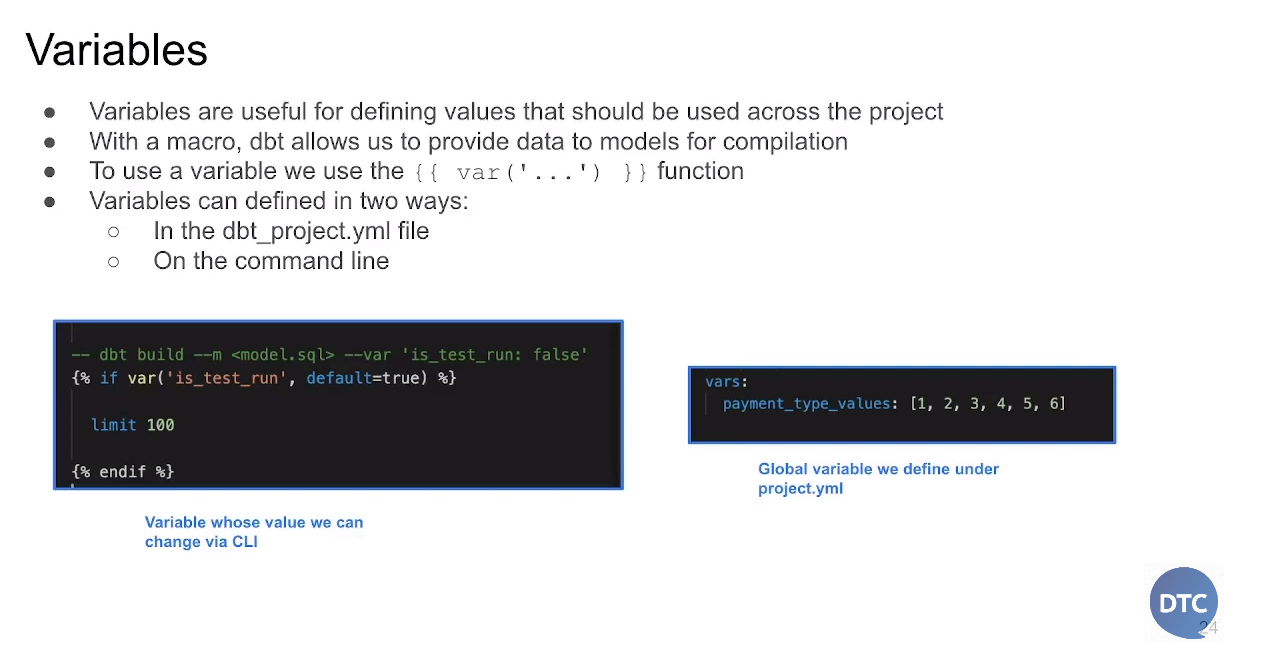 Variables
● Variables are useful for defining values that should be used across the project
● With a macro, dbt allows us to provide data to models for compilation
● To use a variable we use the {{ var('...') }} function
● Variables can defined in two ways:
○ In the dbt_project.yml file
○ On the command line
-- dbt build --m <model.sql> --var 'is_test_run: false'
{% if var('is_test_run', default=true) %}
limit 100
{% endif %}
Variable whose value we can
change via CLI
vars:
payment_type_values: [1, 2, 3, 4, 5, 6]
Global variable we define under
project.yml
DTC
24